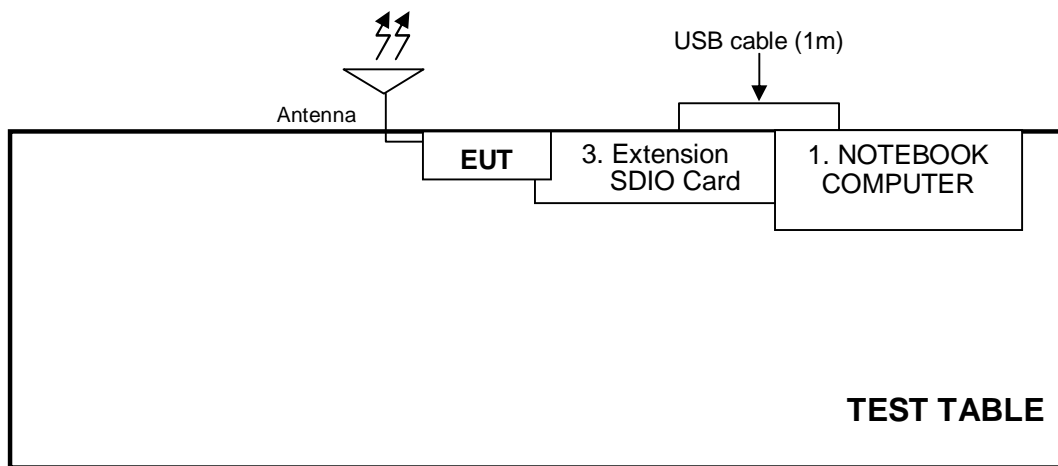 USB cable (1m)
Antenna
EUT
3. Extension
SDIO Card
1. NOTEBOOK
COMPUTER
TEST TABLE